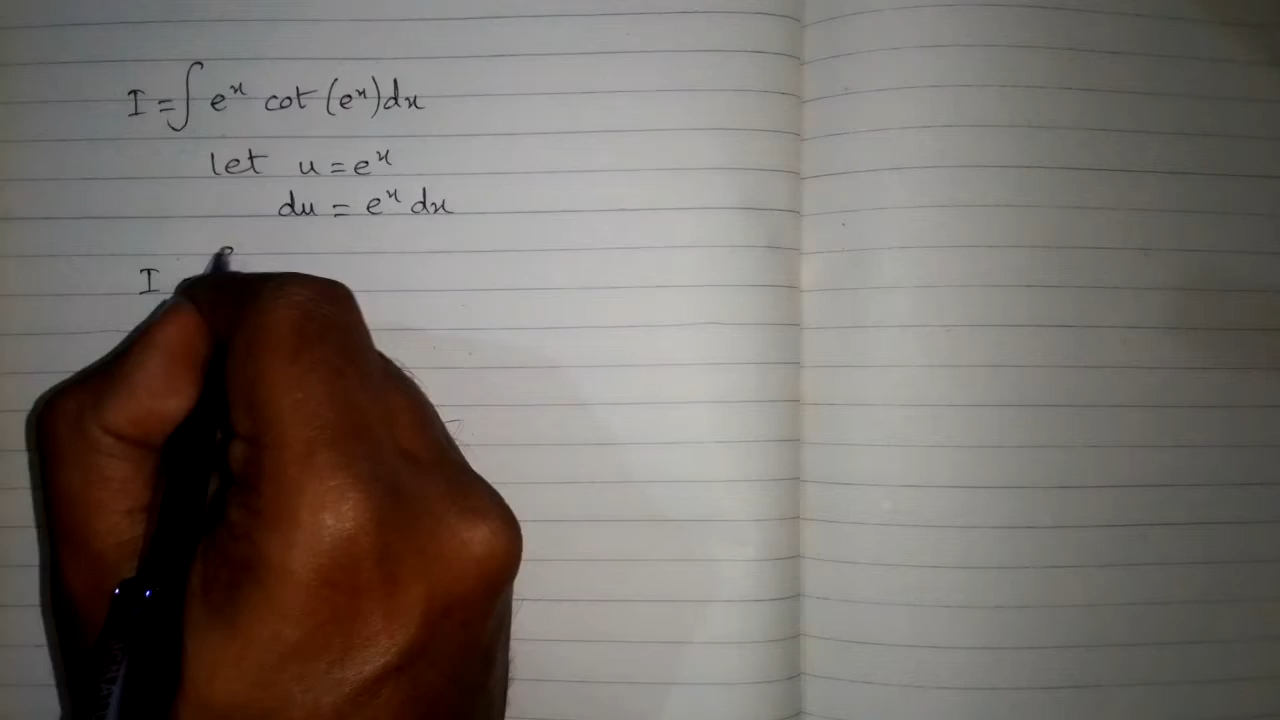 I = ∫ e^x cot (e^x) dx
let u = e^x
du = e^x dx
I